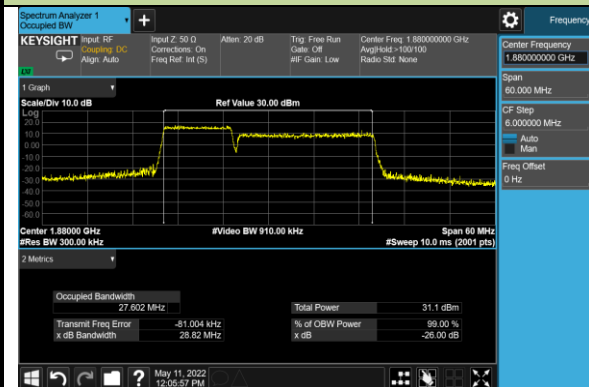 Spectrum Analyzer 1
Occupied BW
Frequency
KEYSIGHT
Input: RF
Coupling: DC
Align: Auto
Input Z: 50 Ω
Corrections: On
Freq Ref: Int (S)
Atten: 20 dB
Trig: Free Run
Gate: Off
#IF Gain: Low
Center Freq: 1.880000000 GHz
Avg|Hold:>100/100
Radio Std: None
Center Frequency
1.880000000 GHz
Span
60.000 MHz
CF Step
6.000000 MHz
Auto
Man
Freq Offset
0 Hz
1 Graph
Scale/Div 10.0 dB
Ref Value 30.00 dBm
Log
20.0
10.0
0.00
-10.0
-20.0
-30.0
-40.0
-50.0
-60.0
Center 1.88000 GHz
#Video BW 910.00 kHz
Span 60 MHz
#Res BW 300.00 kHz
#Sweep 10.0 ms (2001 pts)
2 Metrics
Occupied Bandwidth
27.602 MHz
Total Power 31.1 dBm
Transmit Freq Error -81.004 kHz
% of OBW Power 99.00 %
x dB Bandwidth 28.82 MHz
x dB -26.00 dB
?
May 11, 2022
12:05:57 PM